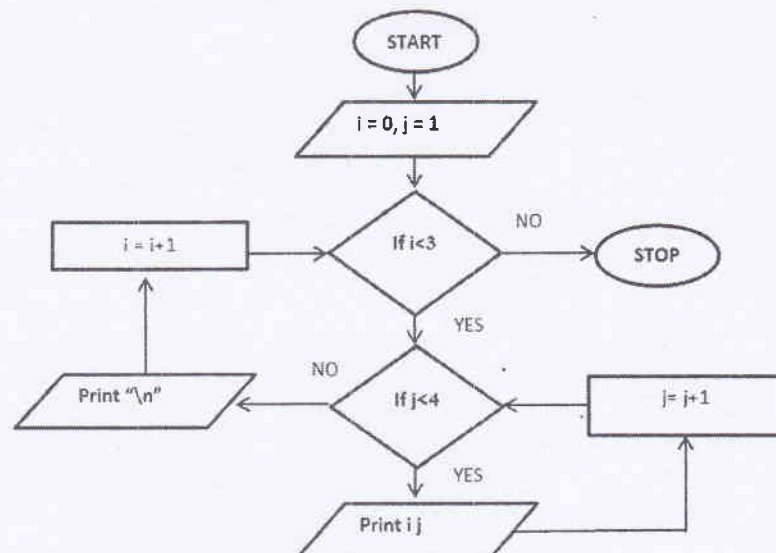 START
i = 0, j = 1
If i<3
NO
STOP
i = i+1
YES
If j<4
NO
Print "\n"
j= j+1
YES
Print i j